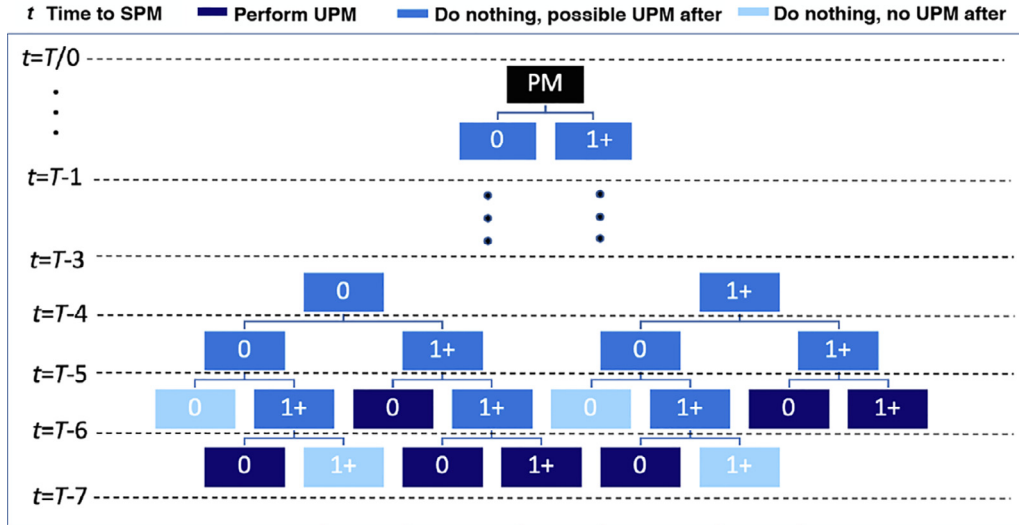 t Time to SPM Perform UPM Do nothing, possible UPM after Do nothing, no UPM after
t=T/0
PM
0 1+
t=T-1
t=T-3
0 1+
t=T-4
0 1+ 0 1+
t=T-5
0 1+ 0 1+ 0 1+ 0 1+
t=T-6
0 1+ 0 1+ 0 1+
t=T-7